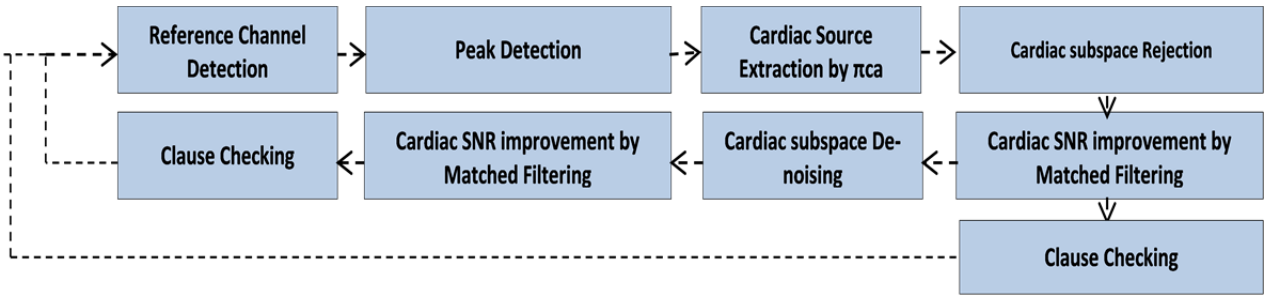 Reference Channel
Detection
Peak Detection
Cardiac Source
Extraction by πca
Cardiac subspace Rejection
Clause Checking
Cardiac SNR improvement by
Matched Filtering
Cardiac subspace De-
noising
Cardiac SNR improvement by
Matched Filtering
Clause Checking